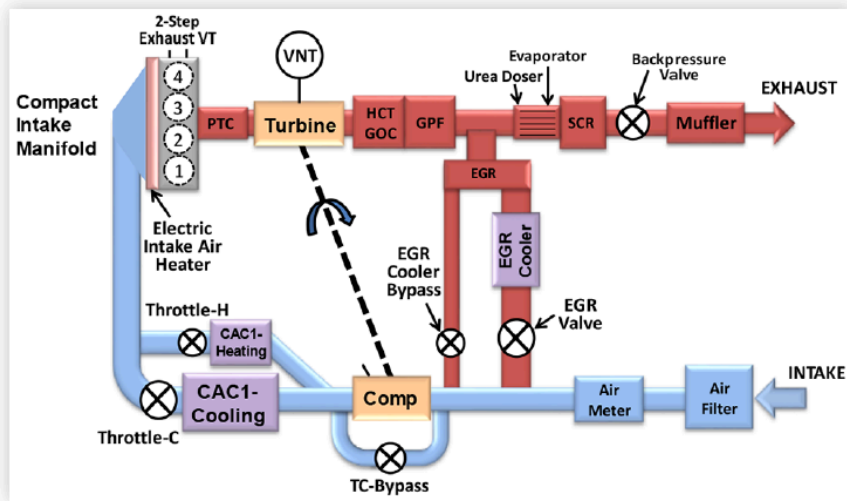 2-Step
Exhaust VT
VNT
Evaporator
Urea Doser
Backpressure
Valve
EXHAUST
Compact
Intake
Manifold
4
3
2
1
PTC
Turbine
HCT
GOC
GPF
SCR
Muffler
EGR
Electric
Intake Air
Heater
EGR
Cooler
EGR
Cooler
Bypass
EGR
Valve
Throttle-H
CAC1-
Heating
INTAKE
CAC1-
Cooling
Comp
Air
Meter
Air
Filter
Throttle-C
TC-Bypass